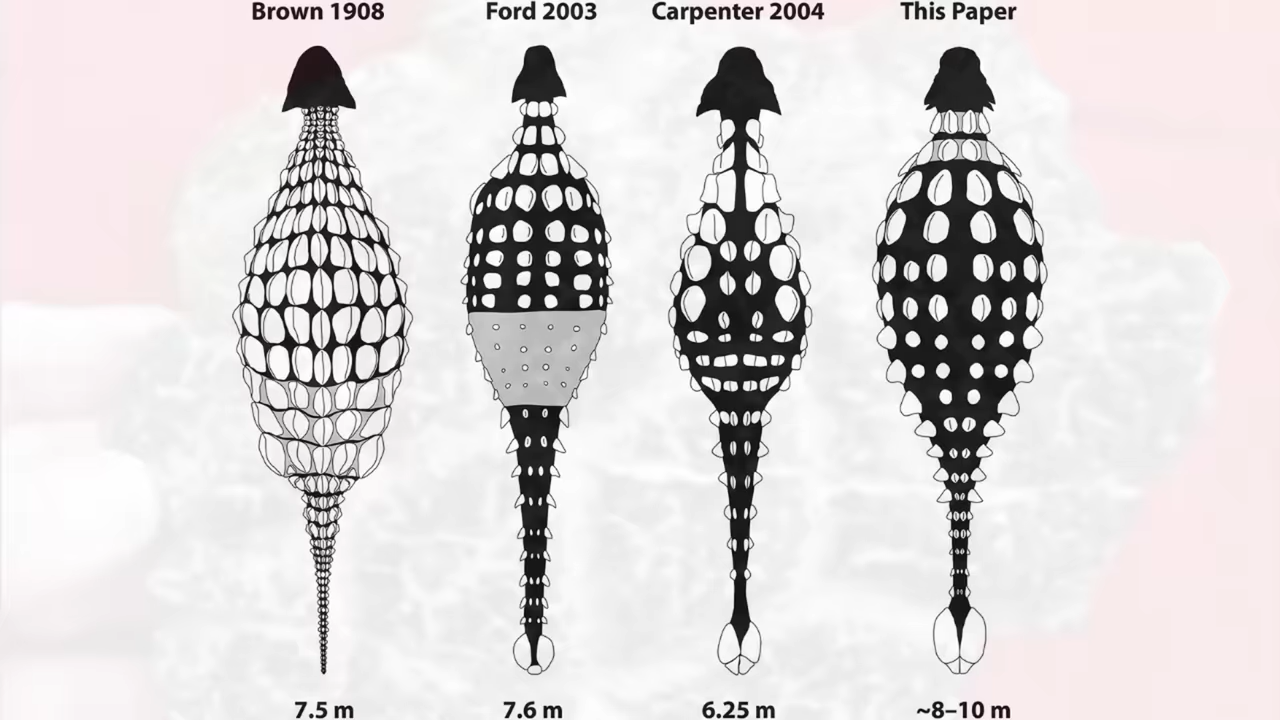 Brown 1908
Ford 2003
Carpenter 2004
This Paper
7.5 m
7.6 m
6.25 m
~8–10 m